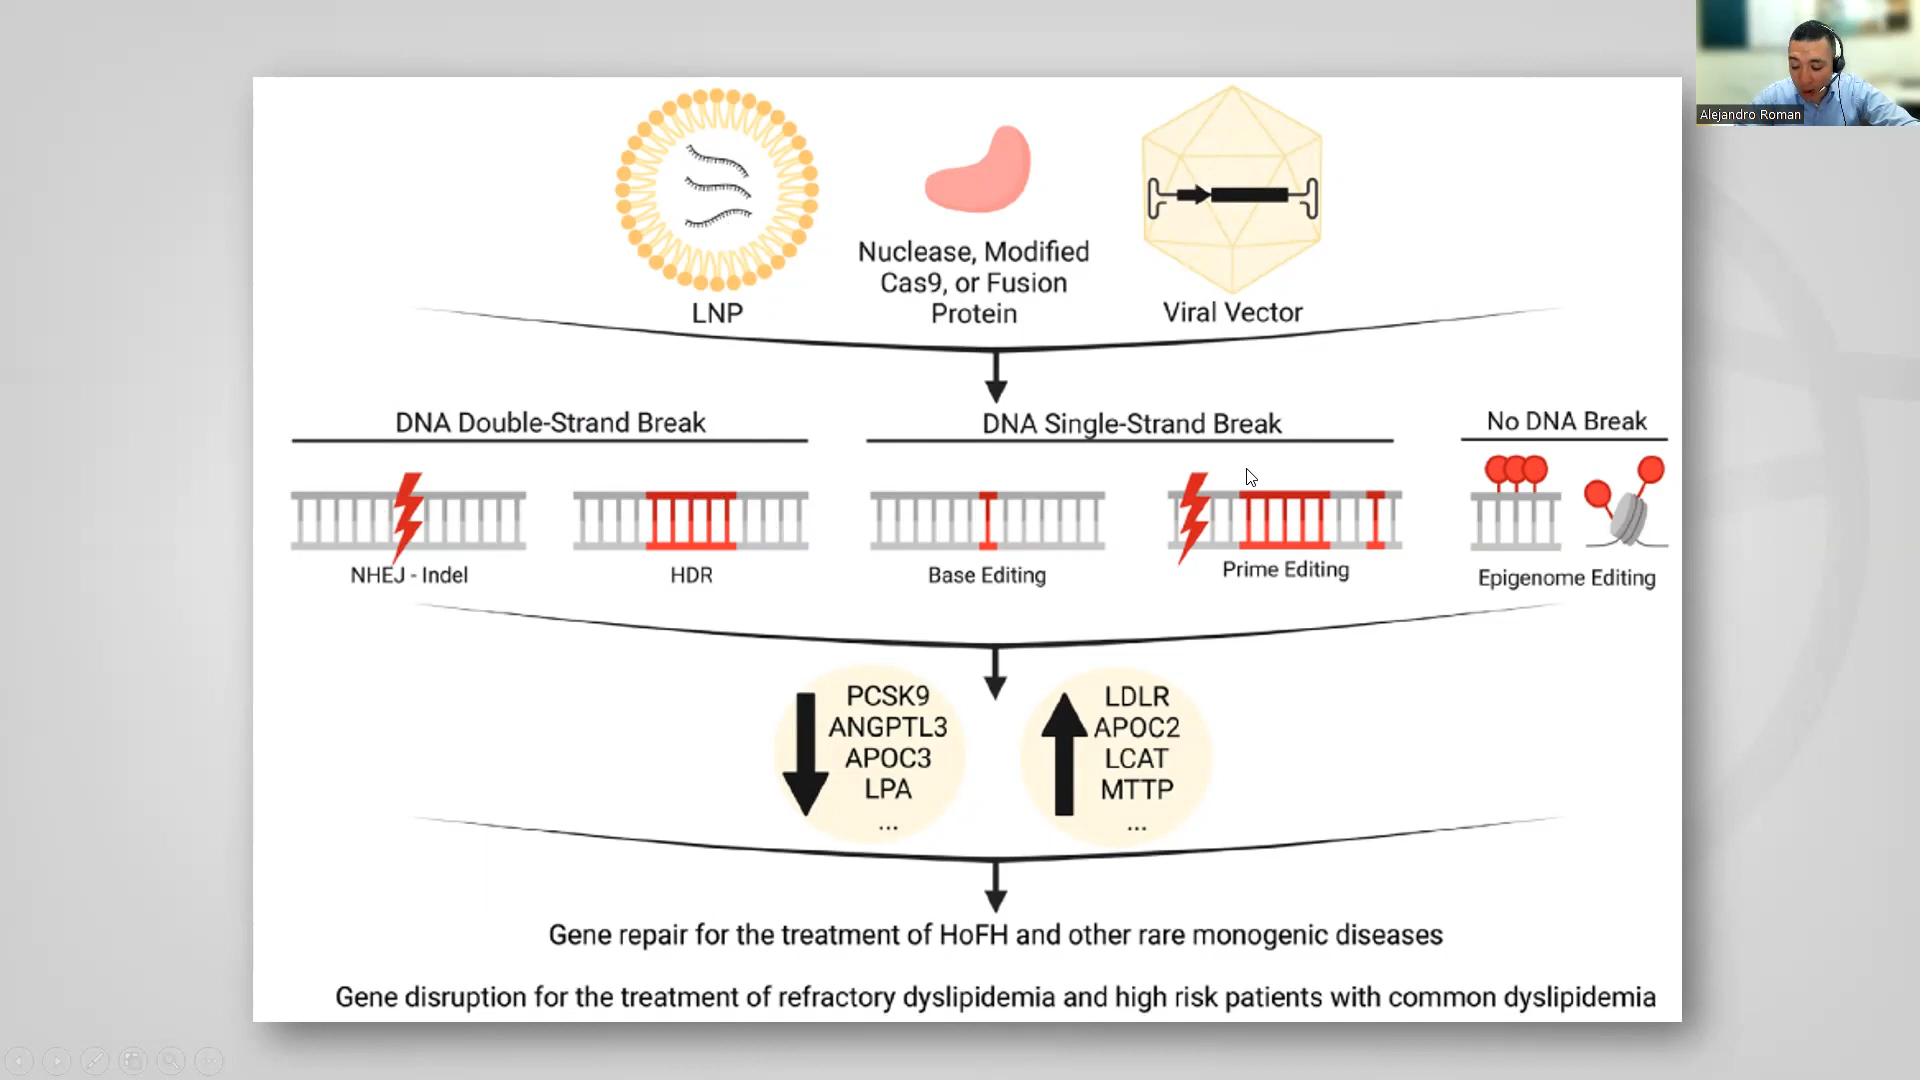 Alejandro Roman
LNP
Nuclease, Modified
Cas9, or Fusion
Protein
Viral Vector
DNA Double-Strand Break
DNA Single-Strand Break
No DNA Break
NHEJ - Indel
HDR
Base Editing
Prime Editing
Epigenome Editing
PCSK9
ANGPTL3
APOC3
LPA
...
LDLR
APOC2
LCAT
MTTP
...
Gene repair for the treatment of HoFH and other rare monogenic diseases
Gene disruption for the treatment of refractory dyslipidemia and high risk patients with common dyslipidemia